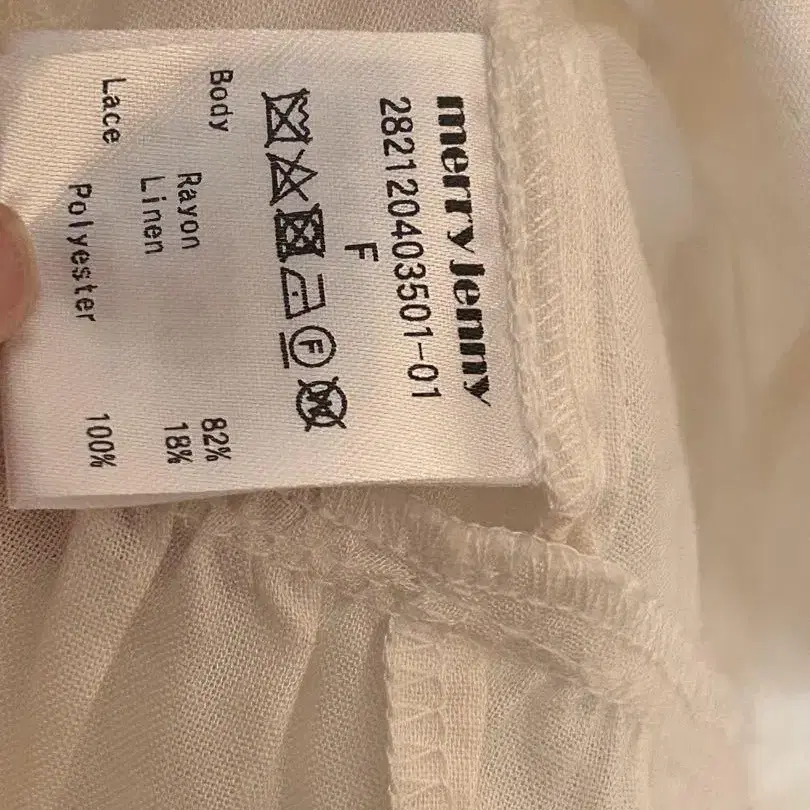 merry jenny
282120403501-01
F
Body
Rayon 82%
Linen 18%
Lace
Polyester 100%